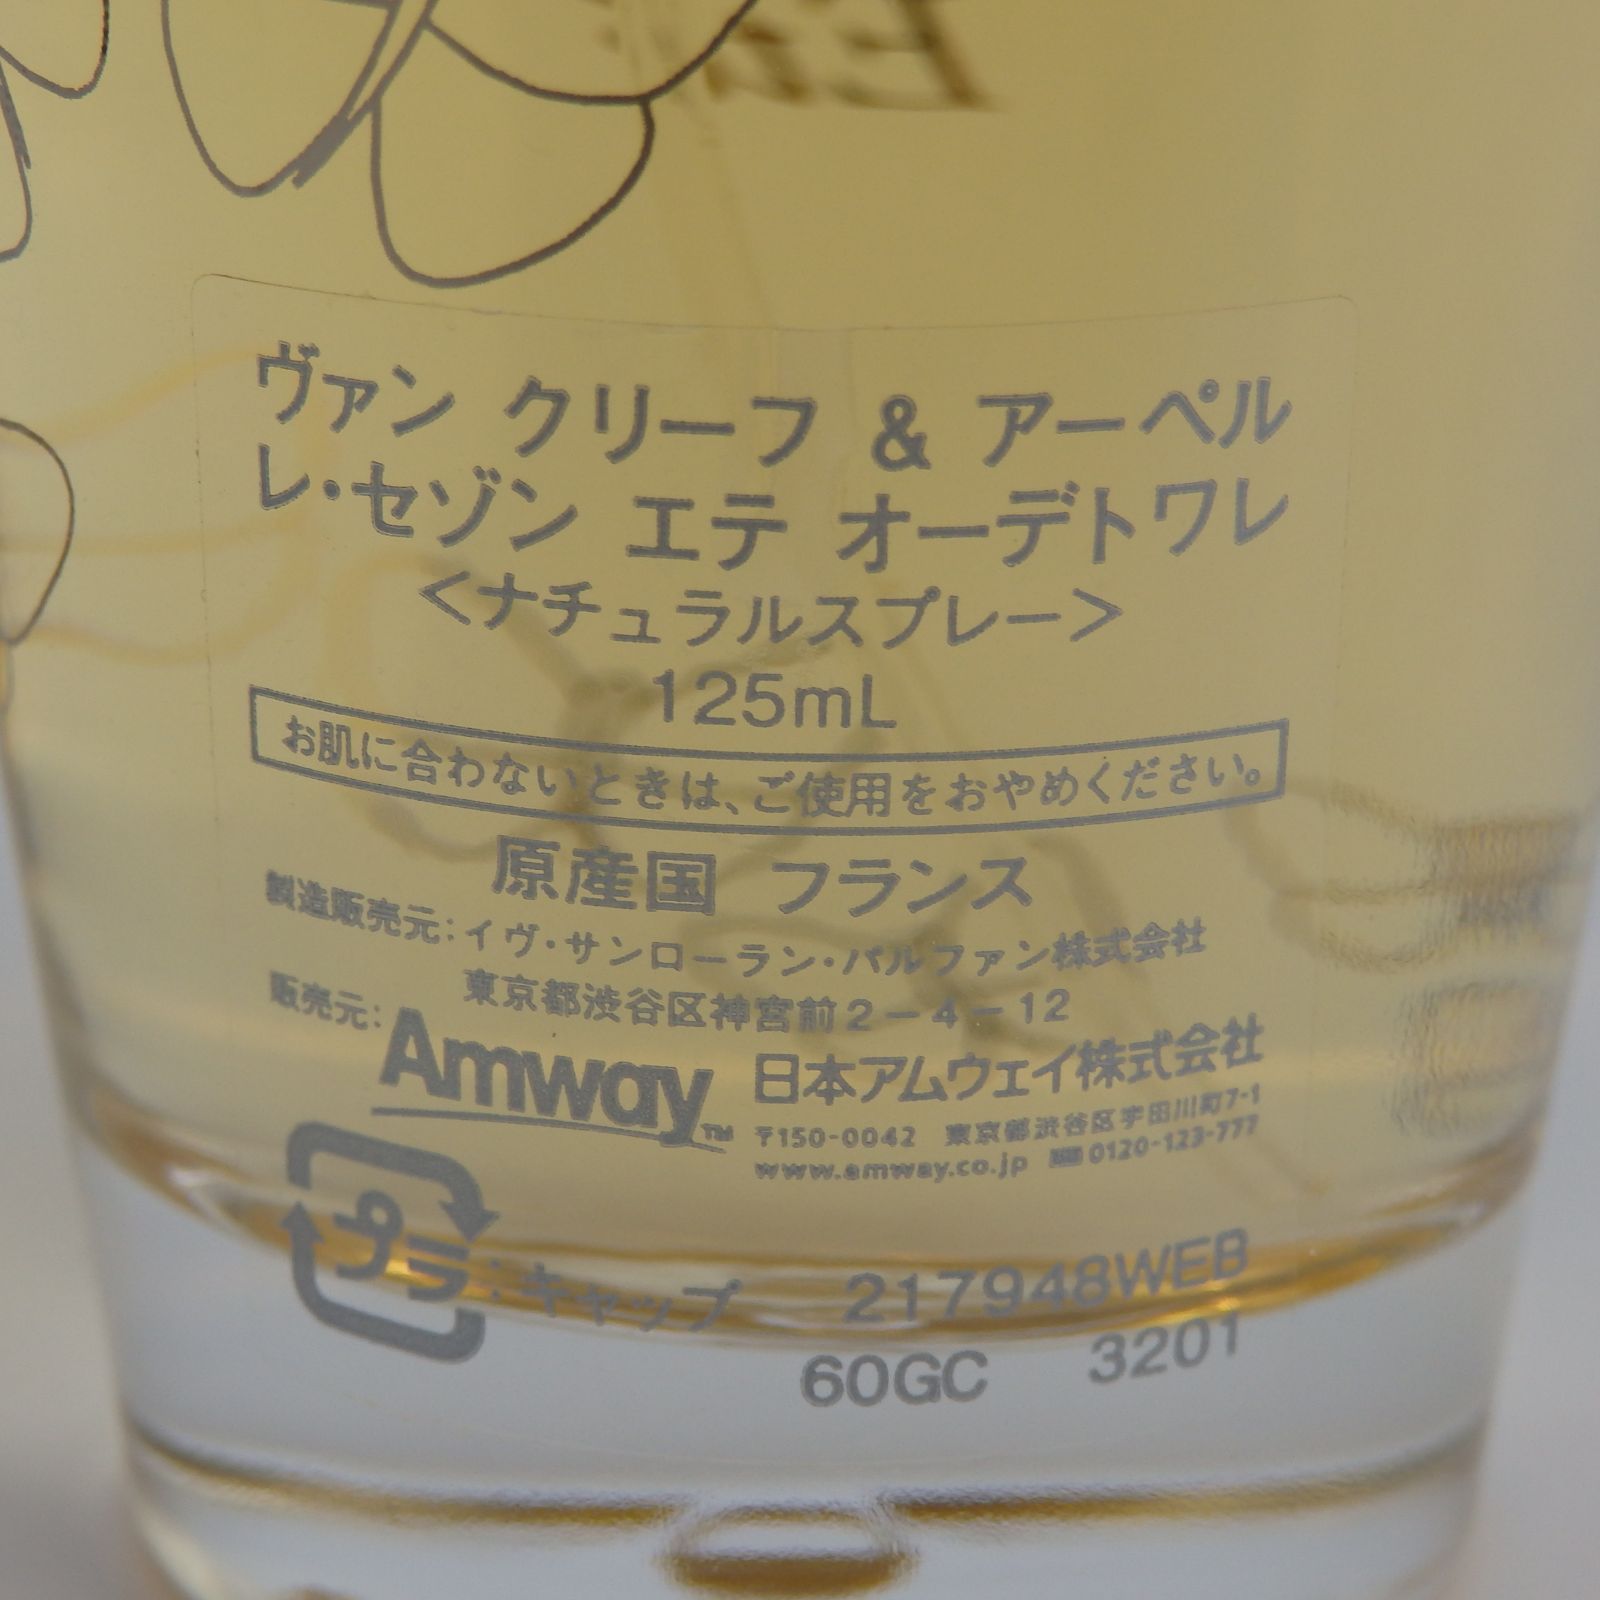 ヴァン クリーフ & アーペル
レ・セゾン エテ オーデトワレ
<ナチュラルスプレー>
125mL
お肌に合わないときは、ご使用をおやめください。
原産国 フランス
製造販売元:イヴ・サンローラン・パルファン株式会社
東京都渋谷区神宮前2-4-12
販売元:Amway TM 日本アムウェイ株式会社
〒150-0042 東京都渋谷区宇田川町7-1
www.amway.co.jp 0120-123-777
プラ:キャップ 217948WEB
60GC 3201